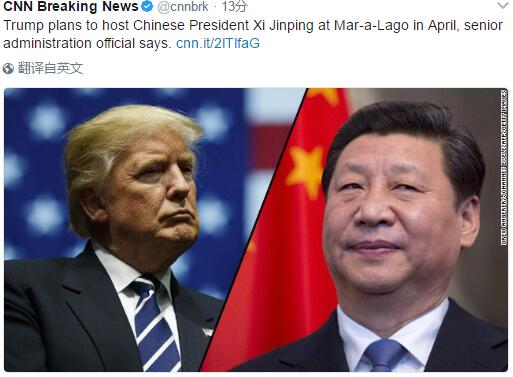 CNN Breaking News @cnnbrk · 13分
Trump plans to host Chinese President Xi Jinping at Mar-a-Lago in April, senior
administration official says. cnn.it/2lTlfaG
翻译自英文